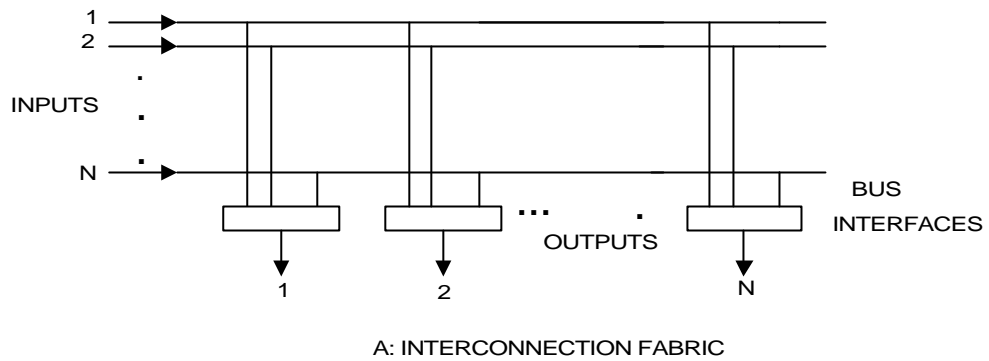 1
2
INPUTS
N
BUS
INTERFACES
OUTPUTS
1
2
N
A: INTERCONNECTION FABRIC